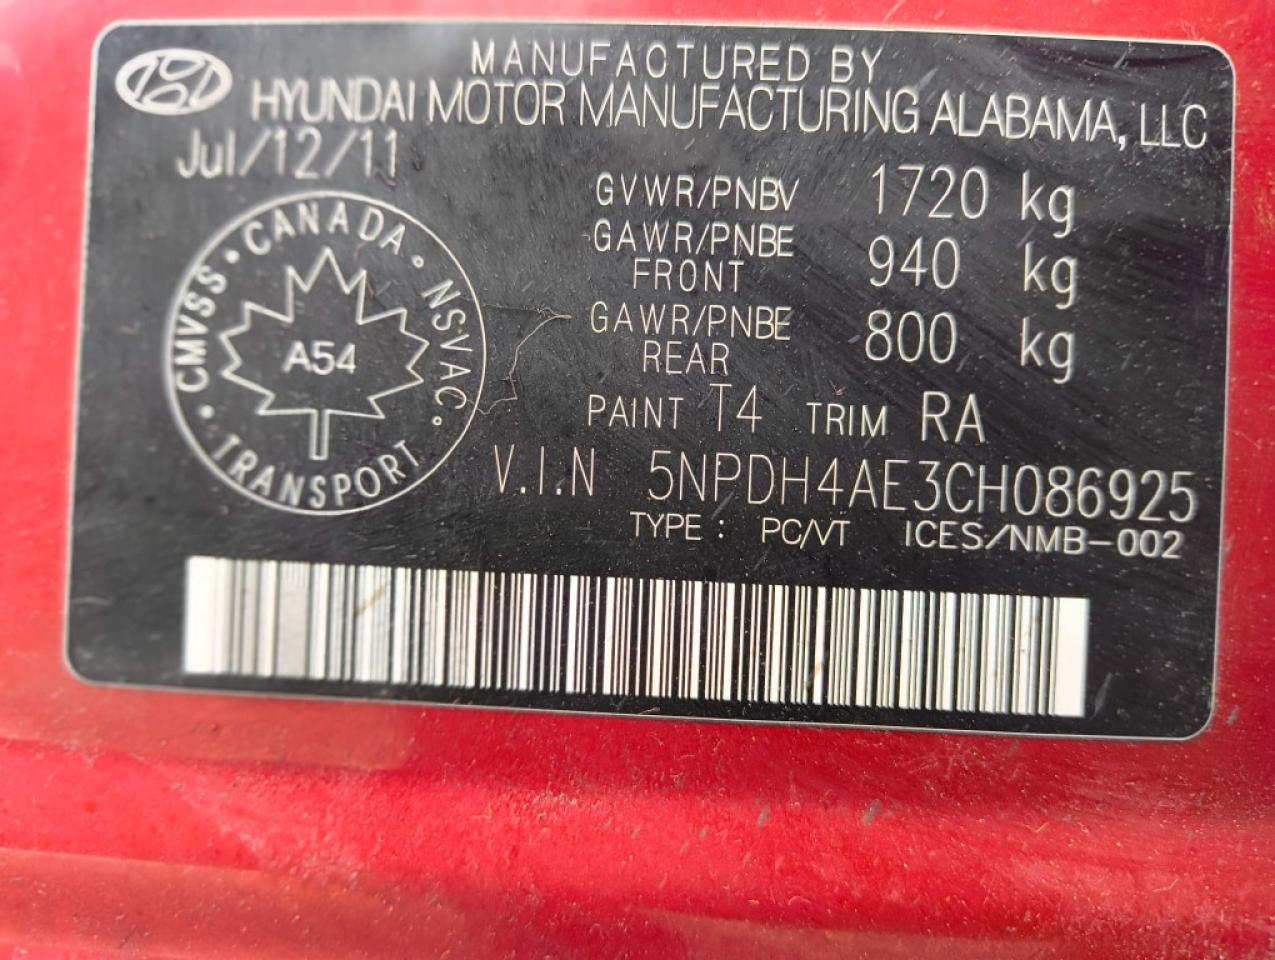 MANUFACTURED BY
HYUNDAI MOTOR MANUFACTURING ALABAMA, LLC
Jul/12/11
GVWR/PNBV 1720 kg
GAWR/PNBE 940 kg
FRONT
GAWR/PNBE 800 kg
REAR
PAINT T4 TRIM RA
V.I.N 5NPDH4AE3CH086925
TYPE : PC/VT ICES/NMB-002
CANADA • NSVAC • TRANSPORT • CMVSS •
A54